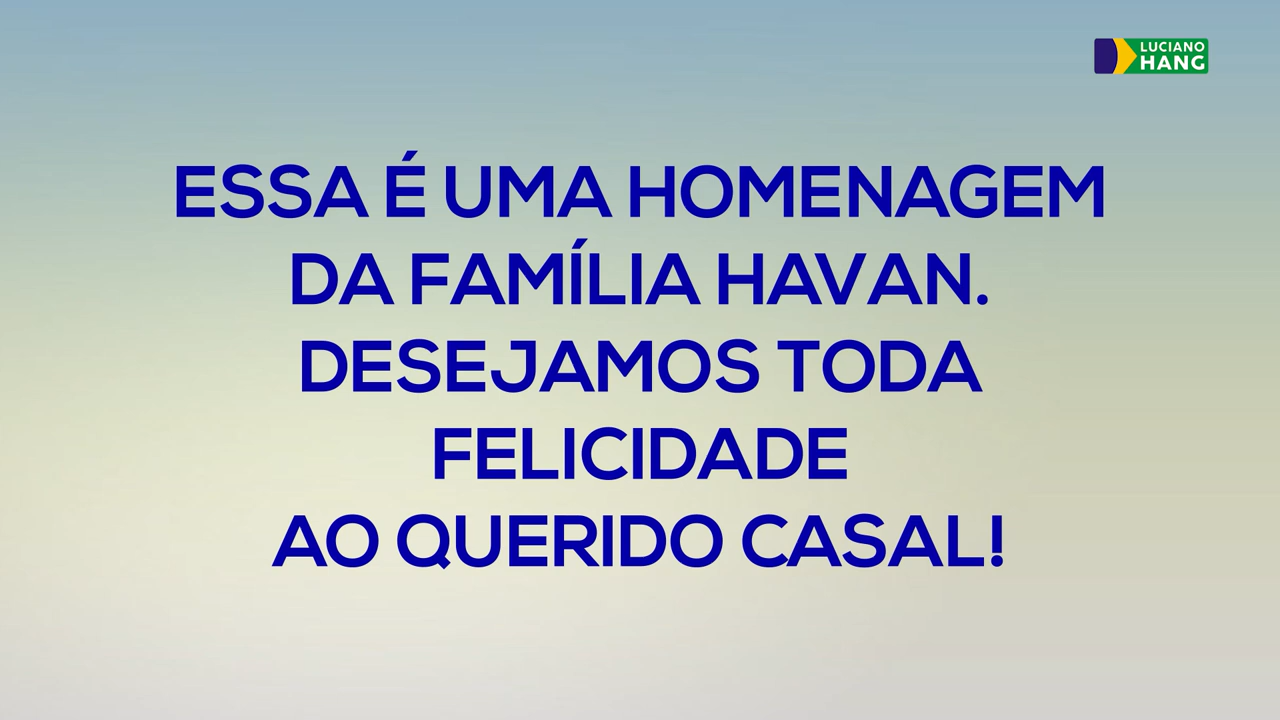 LUCIANO
HANG
ESSA É UMA HOMENAGEM
DA FAMÍLIA HAVAN.
DESEJAMOS TODA
FELICIDADE
AO QUERIDO CASAL!